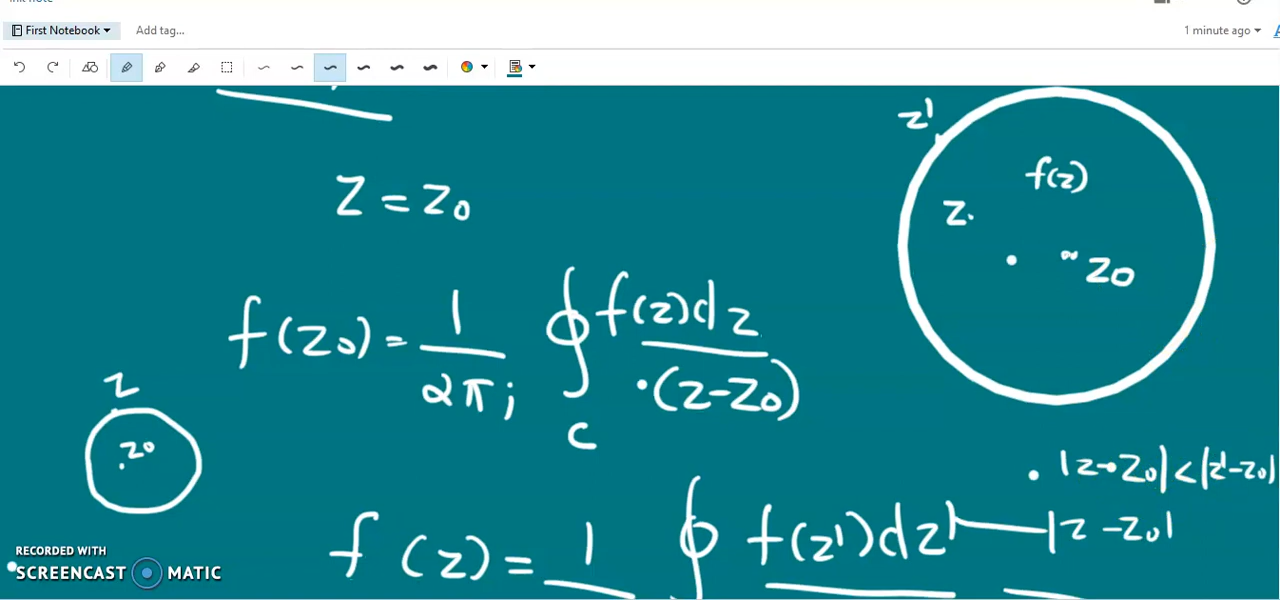 First Notebook
Add tag...
1 minute ago
z'
f(z)
z
z0
z = z0
f(z0) = 1/2πi ∮c f(z)dz/(z-z0)
z
z0
|z-z0|<|z'-z0|
|z-z0|
f(z) = 1 ∮ f(z')dz'
RECORDED WITH
SCREENCAST MATIC